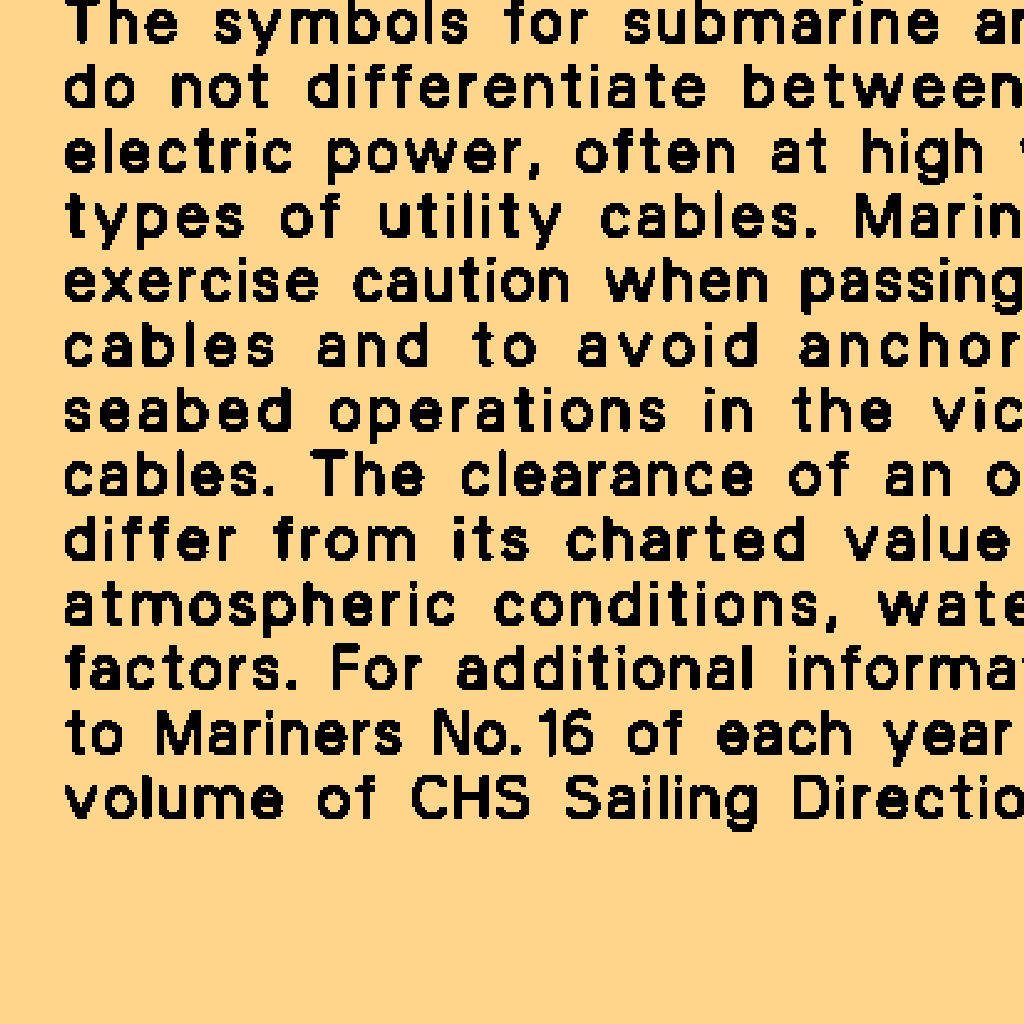 The symbols for submarine
do not differentiate between
electric power, often at high
types of utility cables. Marin
exercise caution when passing
cables and to avoid anchor
seabed operations in the vic
cables. The clearance of an o
differ from its charted value
atmospheric conditions, wate
factors. For additional informat
to Mariners No. 16 of each year
volume of CHS Sailing Directio